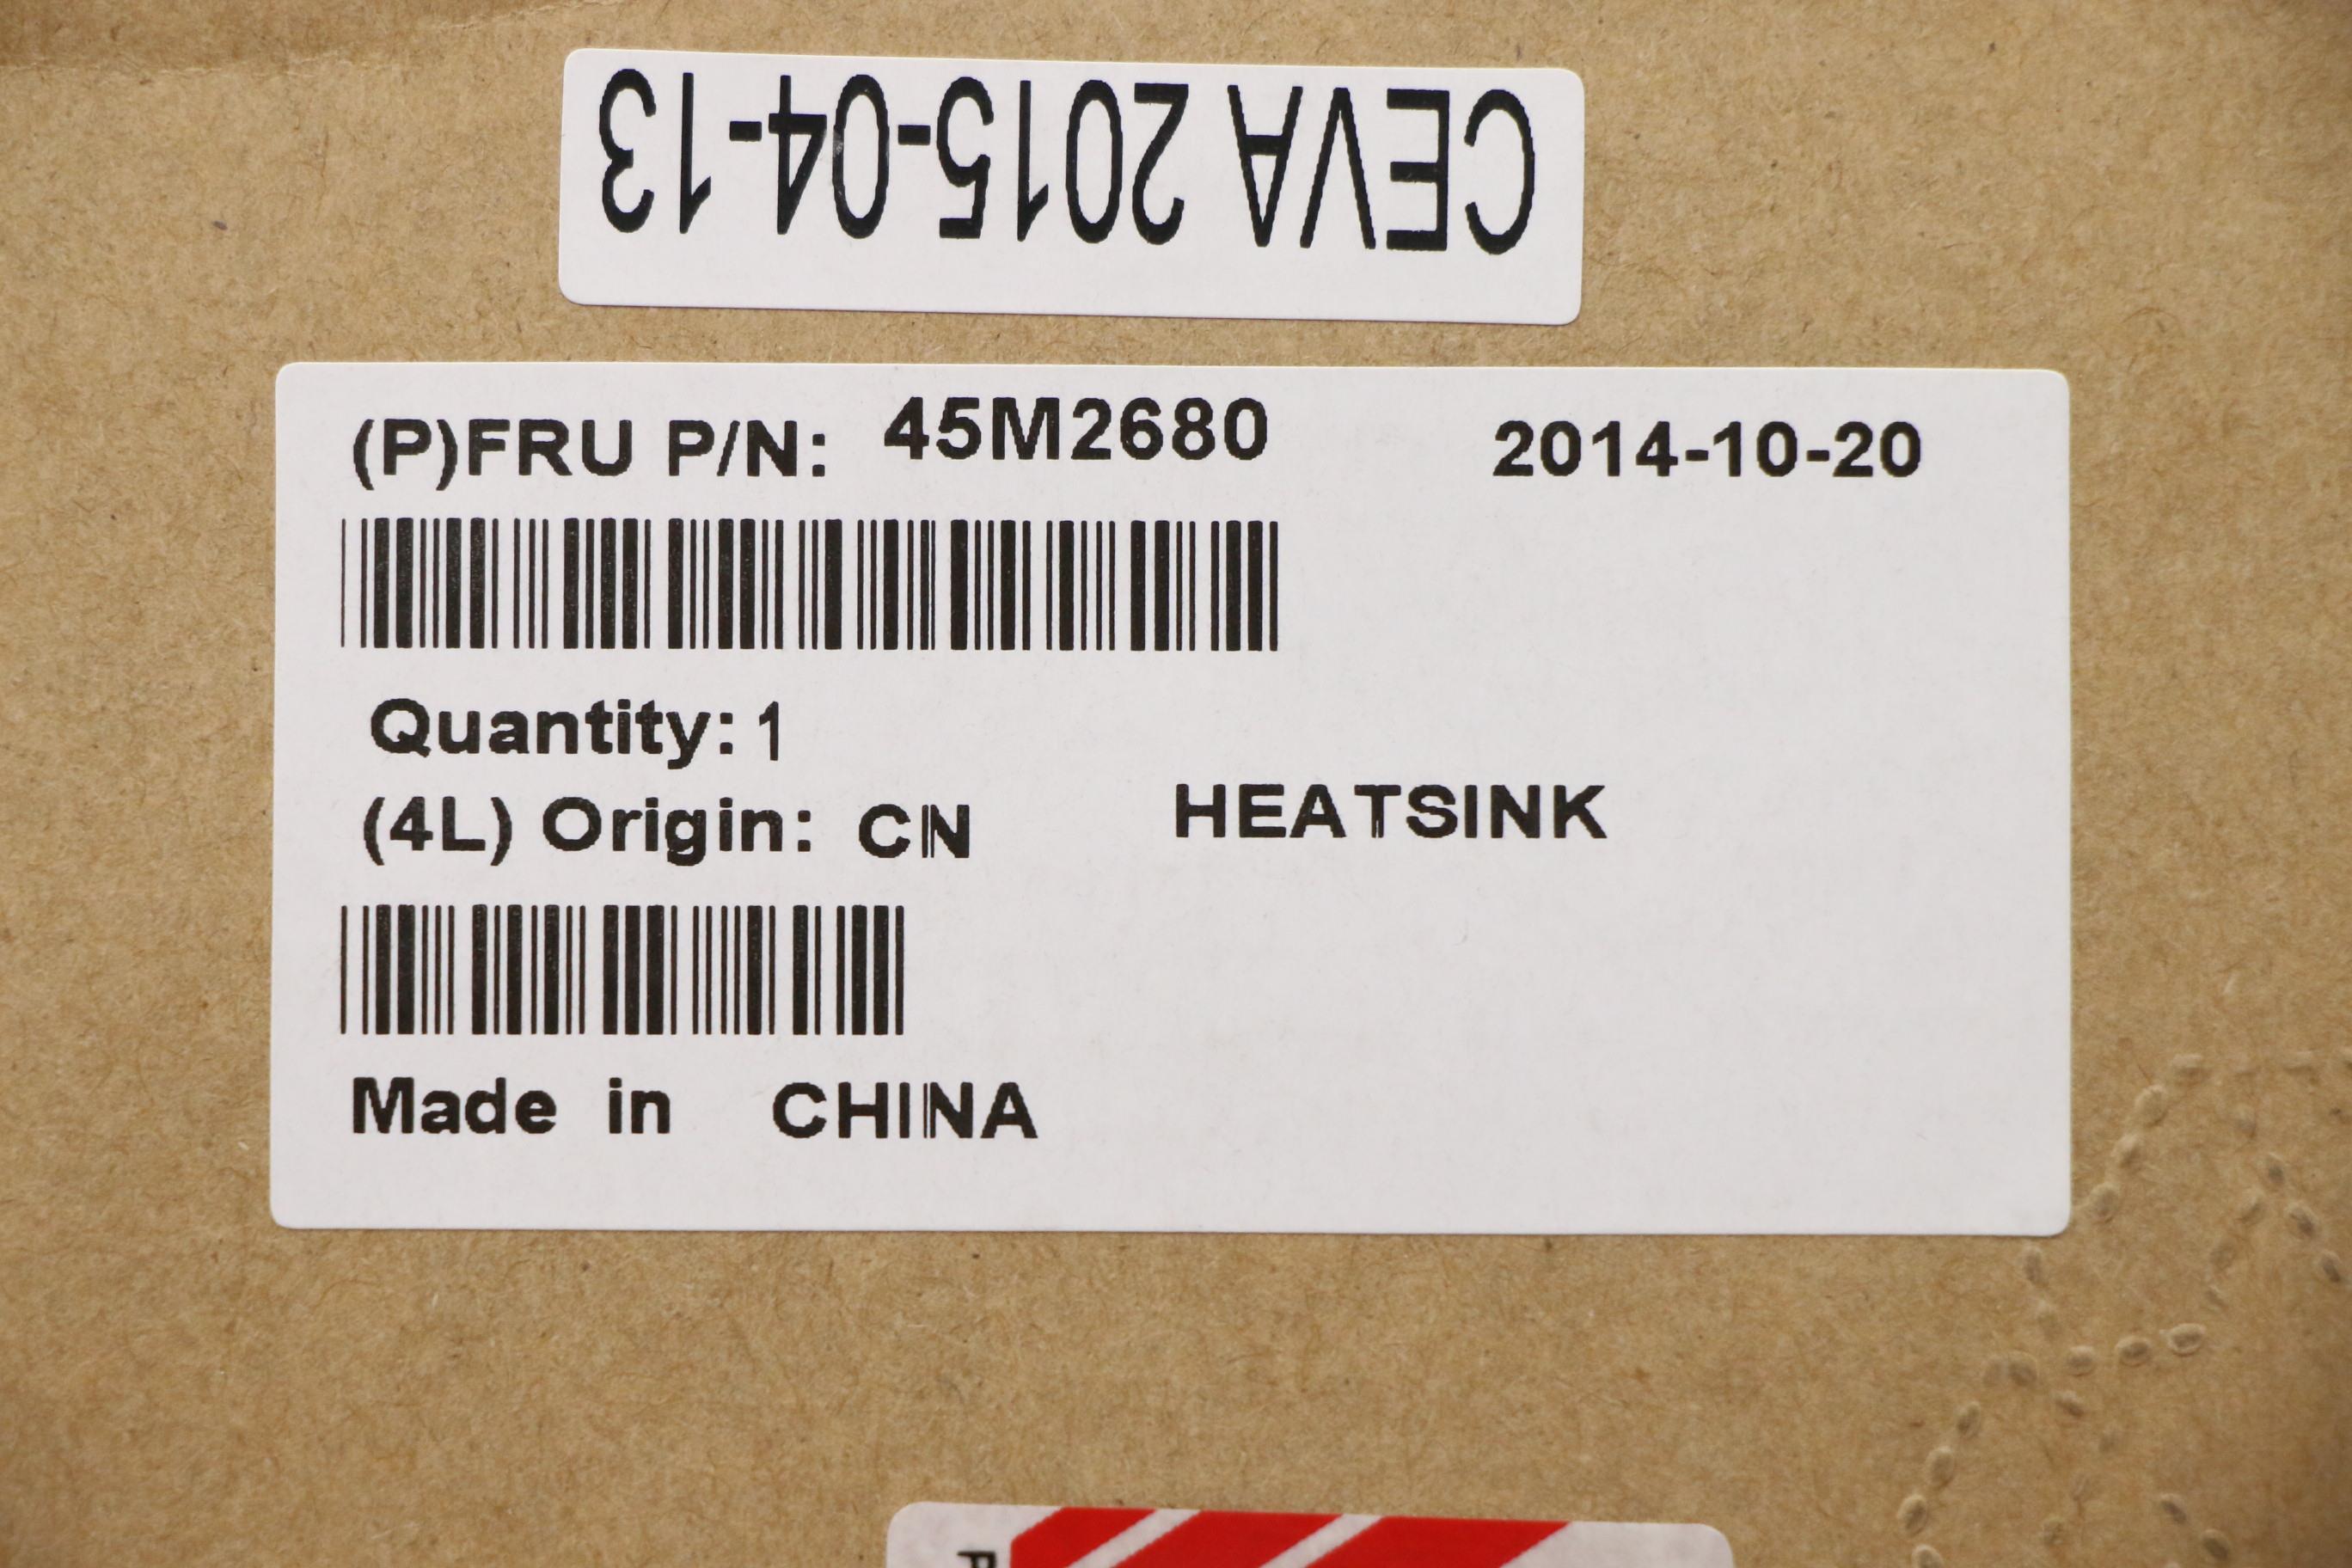 CEVA 2015-04-13
(P)FRU P/N: 45M2680 2014-10-20
Quantity: 1
(4L) Origin: CN HEATSINK
Made in CHINA